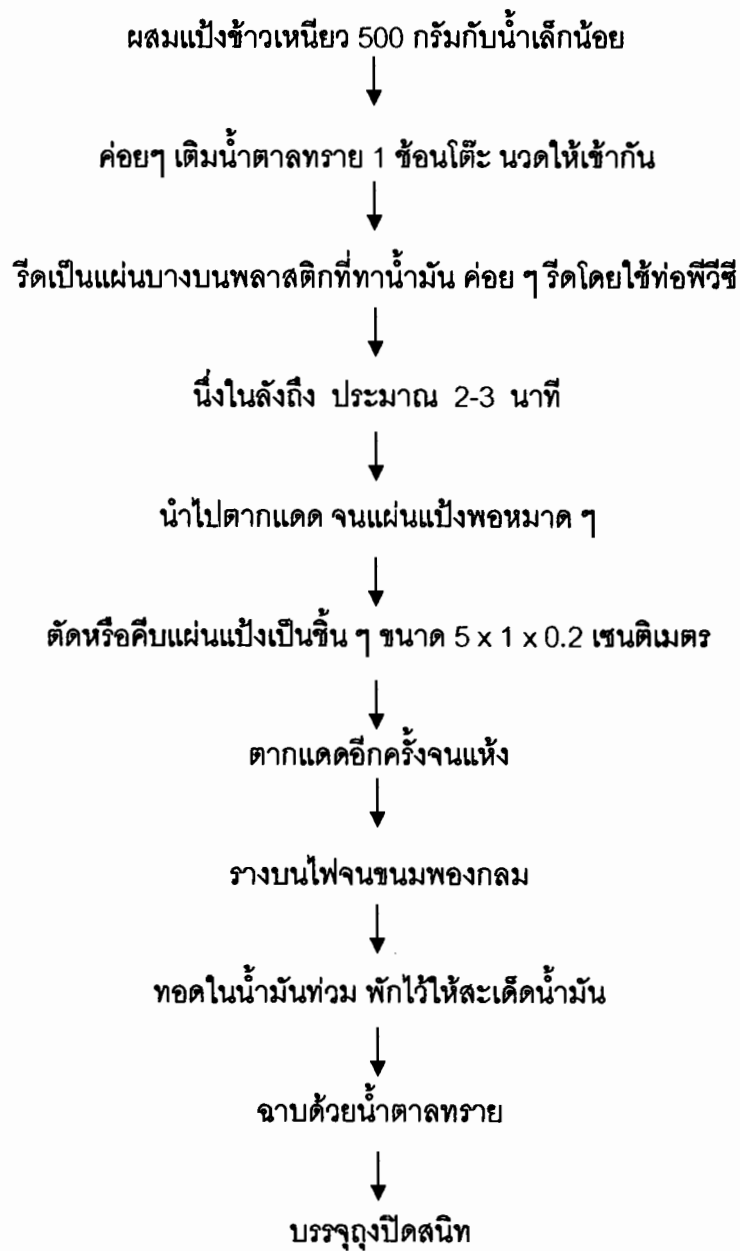 ผสมแป้งข้าวเหนียว 500 กรัมกับน้ำเล็กน้อย
ค่อยๆ เติมน้ำตาลทราย 1 ช้อนโต๊ะ นวดให้เข้ากัน
รีดเป็นแผ่นบางบนพลาสติกที่ทาน้ำมัน ค่อย ๆ รีดโดยใช้ท่อพีวีซี
นึ่งในลังถึง ประมาณ 2-3 นาที
นำไปตากแดด จนแผ่นแป้งพอหมาด ๆ
ตัดหรือคีบแผ่นแป้งเป็นชิ้น ๆ ขนาด 5 x 1 x 0.2 เซนติเมตร
ตากแดดอีกครั้งจนแห้ง
รางบนไฟจนขนมพองกลม
ทอดในน้ำมันท่วม พักไว้ให้สะเด็ดน้ำมัน
ฉาบด้วยน้ำตาลทราย
บรรจุถุงปิดสนิท